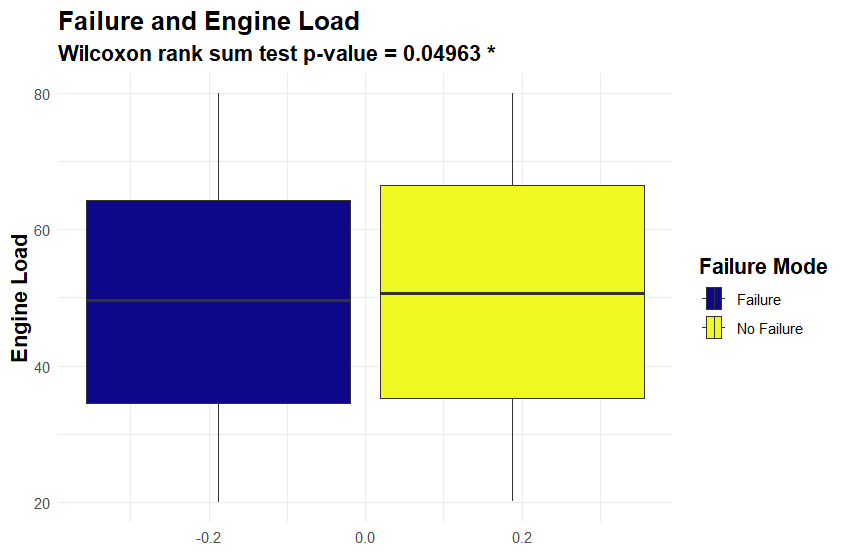 Failure and Engine Load
Wilcoxon rank sum test p-value = 0.04963 *
Engine Load
80
60
40
20
-0.2
0.0
0.2
Failure Mode
Failure
No Failure